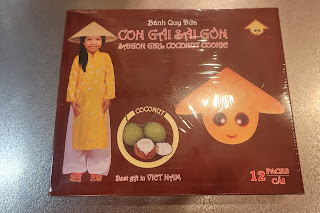 Bánh Quy Dừa
CON GÁI SÀI GÒN
SAIGON GIRL COCONUT COOKIE
COCONUT
Best gift in VIET NAM
12 PACKS
CÁI